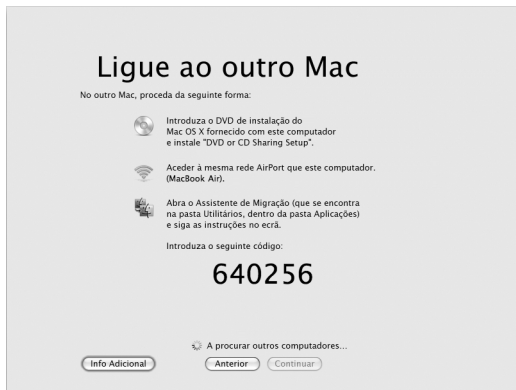 Ligue ao outro Mac
No outro Mac, proceda da seguinte forma:
Introduza o DVD de instalação do
Mac OS X fornecido com este computador
e instale "DVD or CD Sharing Setup".
Aceder à mesma rede AirPort que este computador.
(MacBook Air).
Abra o Assistente de Migração (que se encontra
na pasta Utilitários, dentro da pasta Aplicações)
e siga as instruções no ecrã.
Introduza o seguinte código:
640256
A procurar outros computadores...
Info Adicional
Anterior
Continuar